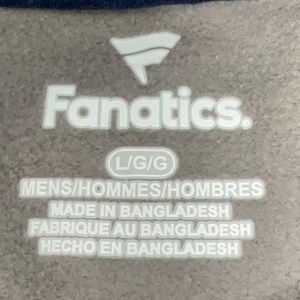 Fanatics.
L/G/G
MENS/HOMMES/HOMBRES
MADE IN BANGLADESH
FABRIQUE AU BANGLADESH
HECHO EN BANGLADESH